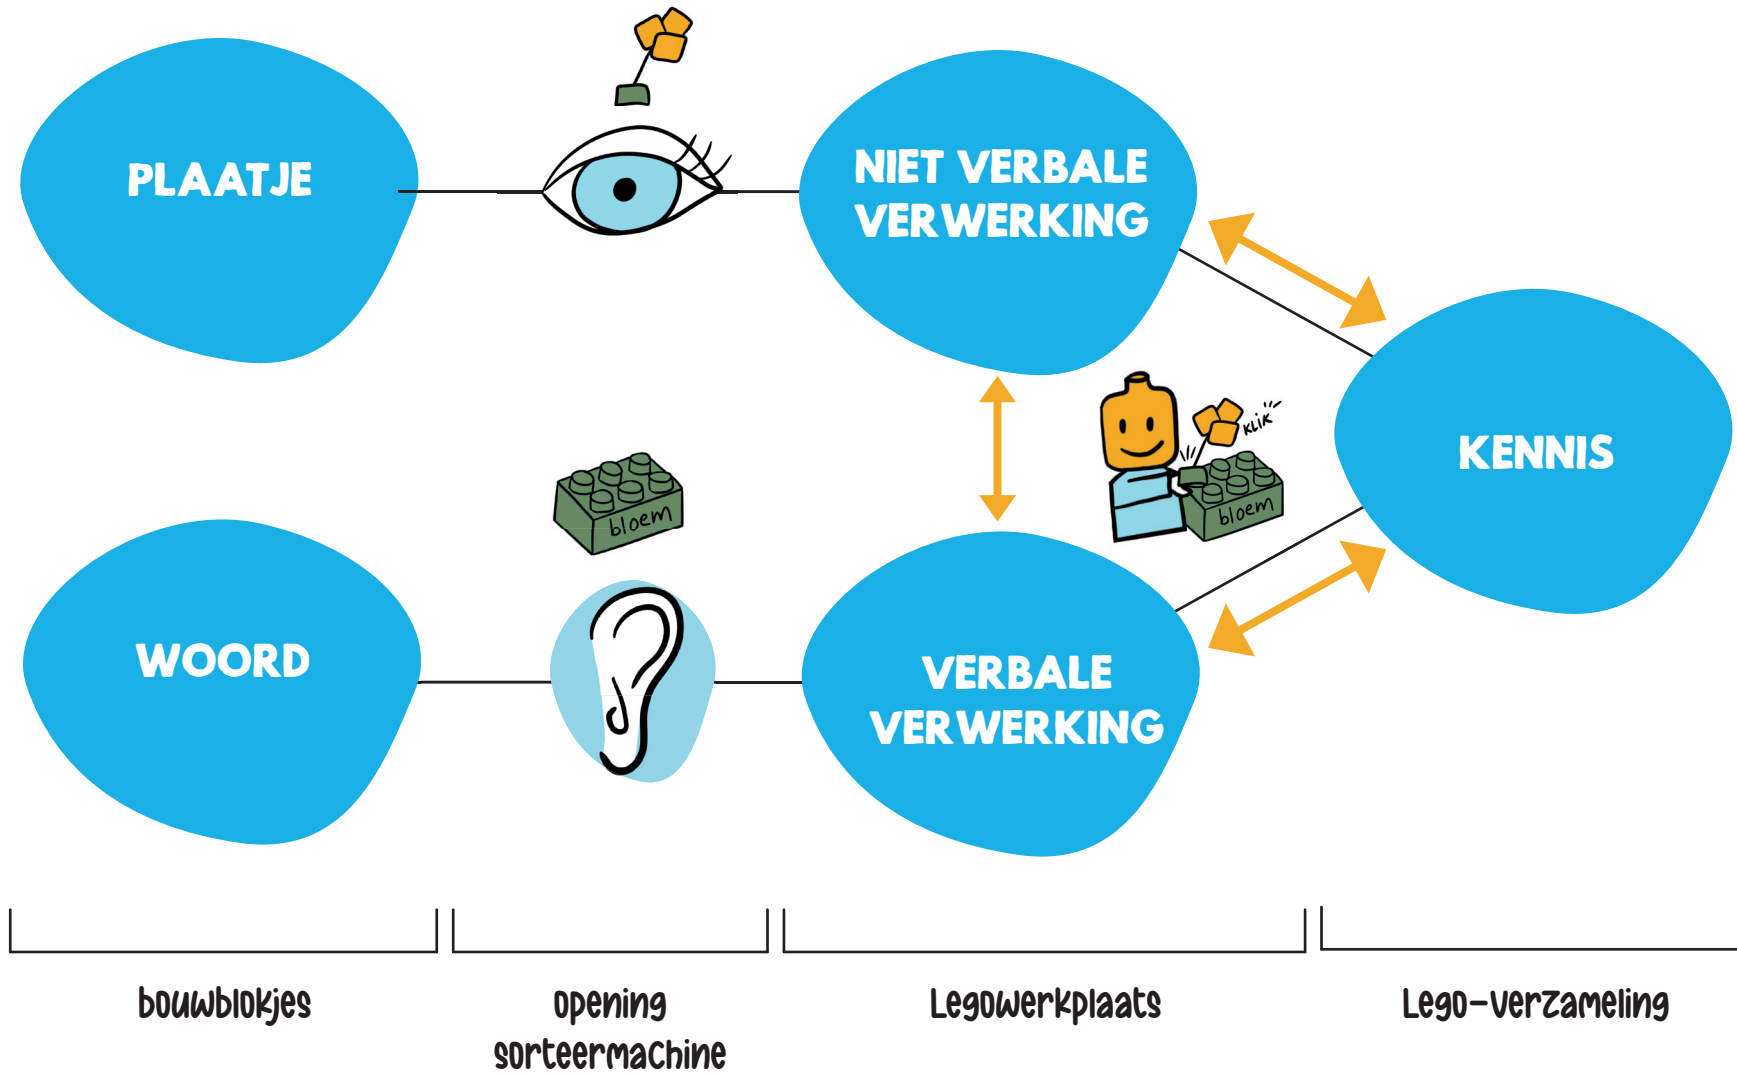 PLAATJE
NIET VERBALE
VERWERKING
KLIK
bloem
KENNIS
bloem
WOORD
VERBALE
VERWERKING
bouwblokjes
opening
sorteermachine
Legowerkplaats
Lego-verzameling